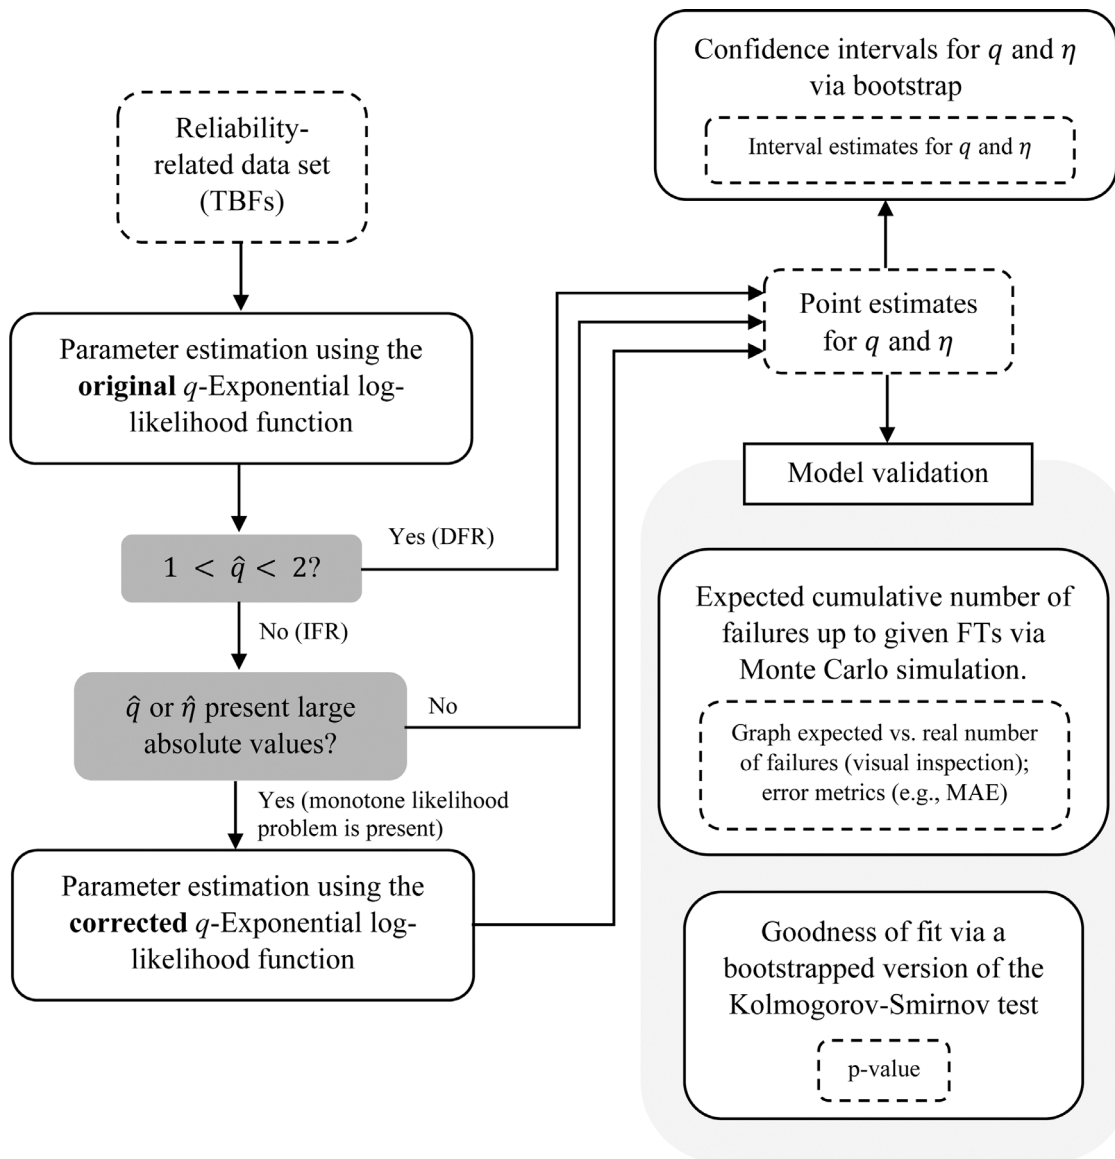 Reliability-
related data set
(TBFs)
Parameter estimation using the
original q-Exponential log-
likelihood function
1 < q̂ < 2?
Yes (DFR)
No (IFR)
q̂ or η̂ present large
absolute values?
No
Yes (monotone likelihood
problem is present)
Parameter estimation using the
corrected q-Exponential log-
likelihood function
Confidence intervals for q and η
via bootstrap
Interval estimates for q and η
Point estimates
for q and η
Model validation
Expected cumulative number of
failures up to given FTs via
Monte Carlo simulation.
Graph expected vs. real number
of failures (visual inspection);
error metrics (e.g., MAE)
Goodness of fit via a
bootstrapped version of the
Kolmogorov-Smirnov test
p-value